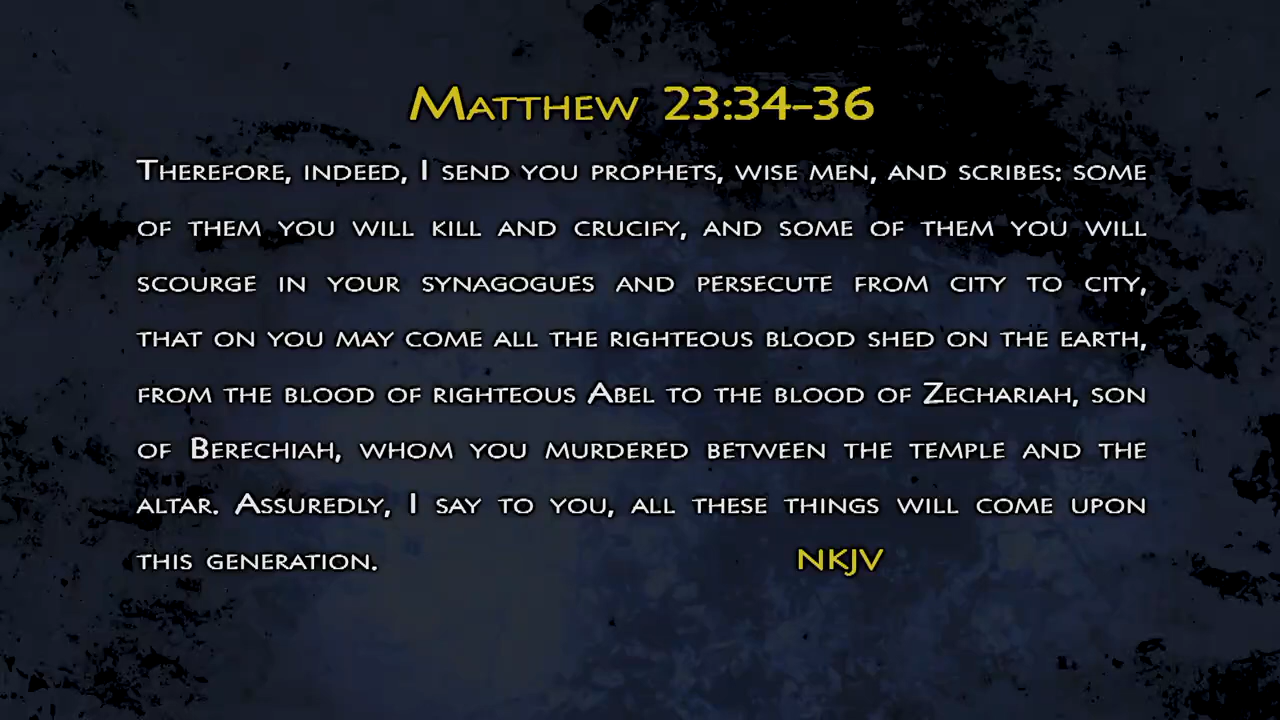 Matthew 23:34-36
Therefore, indeed, I send you prophets, wise men, and scribes: some
of them you will kill and crucify, and some of them you will
scourge in your synagogues and persecute from city to city,
that on you may come all the righteous blood shed on the earth,
from the blood of righteous Abel to the blood of Zechariah, son
of Berechiah, whom you murdered between the temple and the
altar. Assuredly, I say to you, all these things will come upon
this generation. NKJV